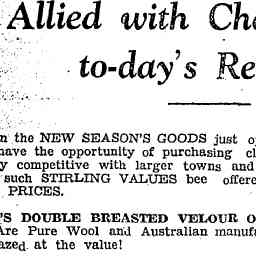 Allied with Che
to-day's Re
n the NEW SEASON'S GOODS just o
have the opportunity of purchasing cl
y competitive with larger towns and
such STIRLING VALUES bee offere
PRICES.
'S DOUBLE BREASTED VELOUR O
Are Pure Wool and Australian manuf
azed at the value!